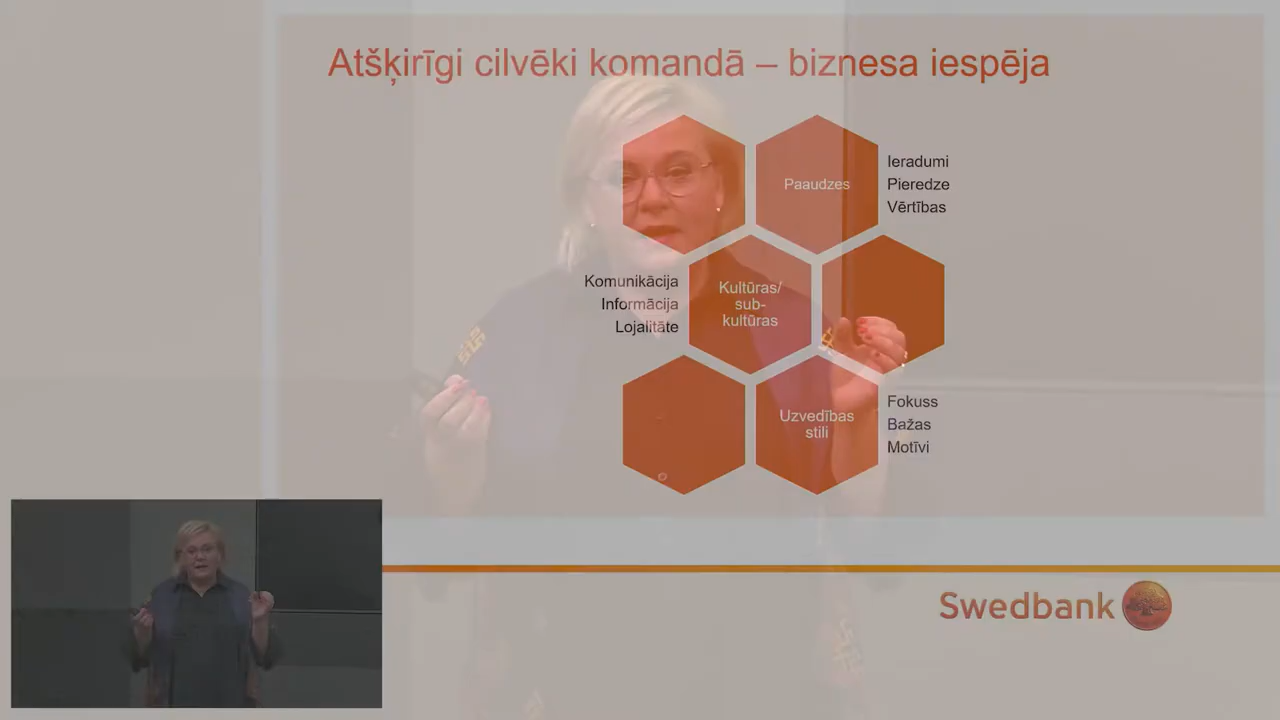 Atšķirīgi cilvēki komandā – biznesa iespēja
Paaudzes
Ieradumi
Pieredze
Vērtības
Komunikācija
Informācija
Lojalitāte
Kultūras/
sub-
kultūras
Uzvedības
stili
Fokuss
Bažas
Motīvi
Swedbank